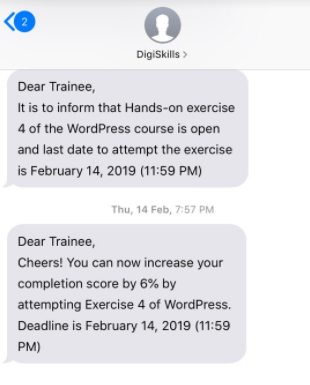 2
DigiSkills >
Dear Trainee,
It is to inform that Hands-on exercise
4 of the WordPress course is open
and last date to attempt the exercise
is February 14, 2019 (11:59 PM)
Thu, 14 Feb, 7:57 PM
Dear Trainee,
Cheers! You can now increase your
completion score by 6% by
attempting Exercise 4 of WordPress.
Deadline is February 14, 2019 (11:59
PM)